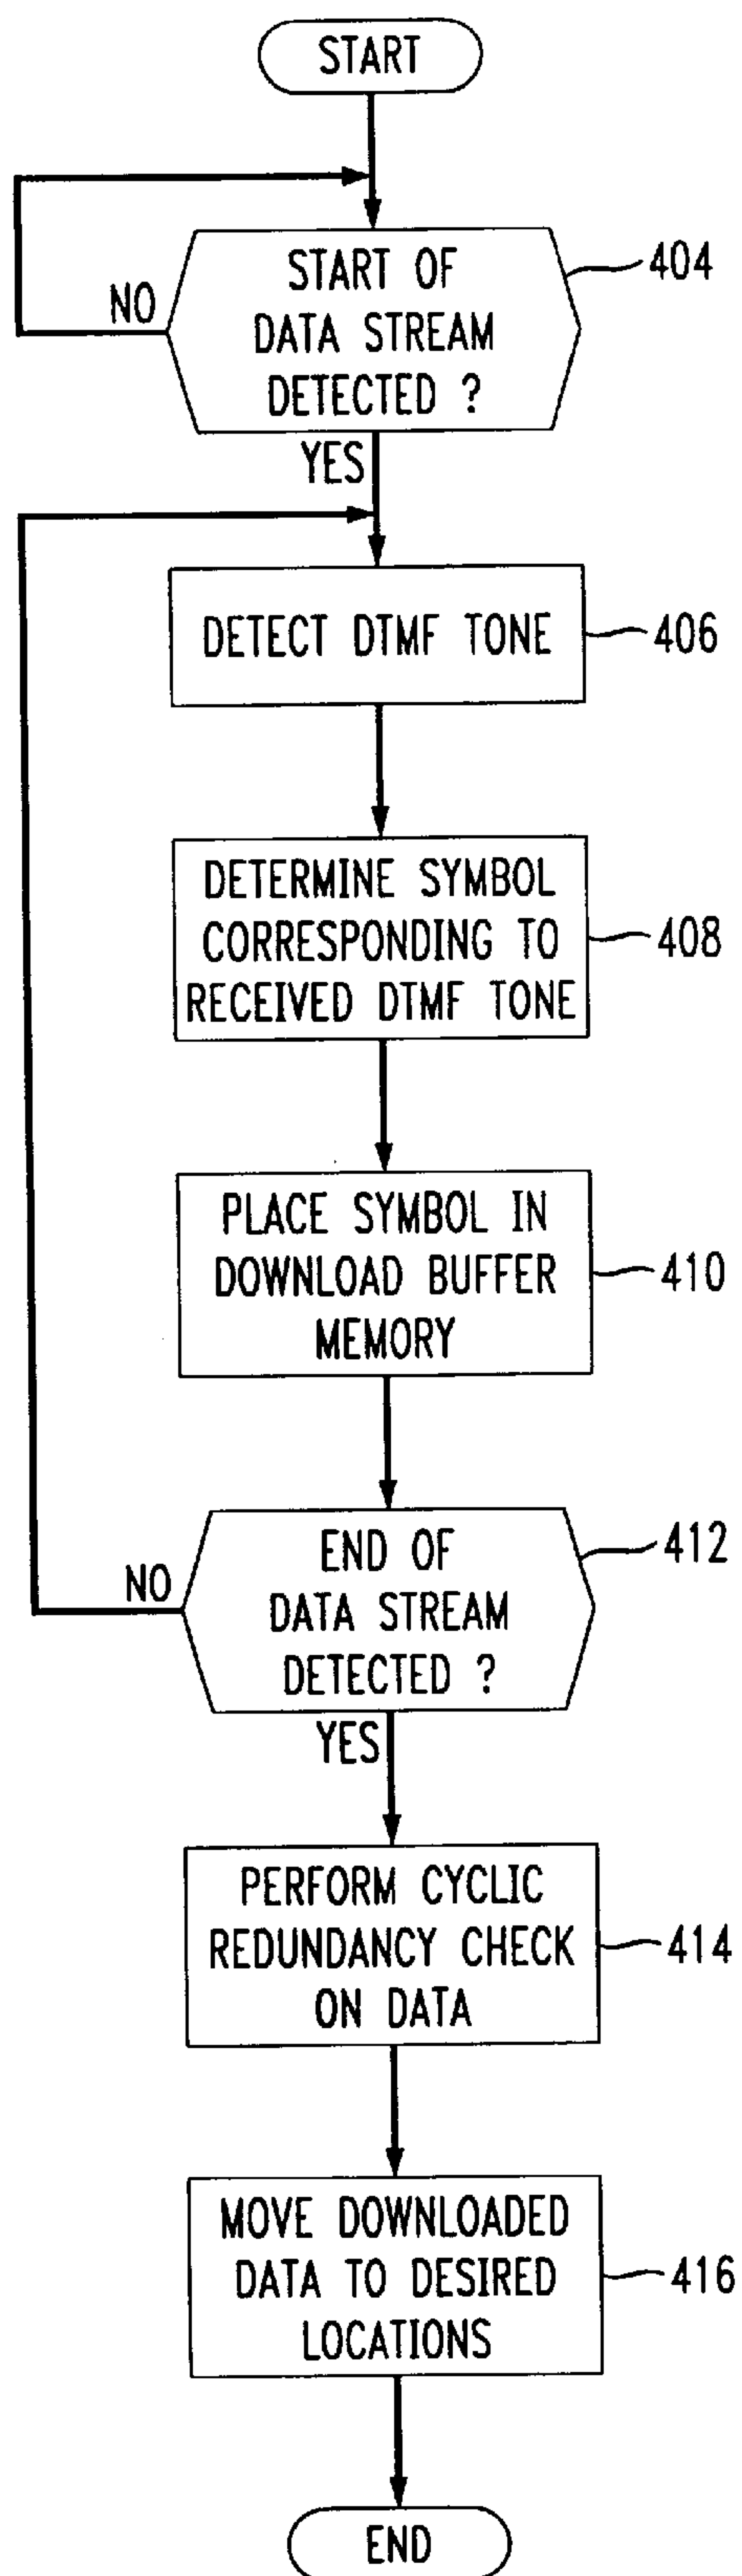 START
START OF
DATA STREAM
DETECTED ?
404
NO
YES
DETECT DTMF TONE
406
DETERMINE SYMBOL
CORRESPONDING TO
RECEIVED DTMF TONE
408
PLACE SYMBOL IN
DOWNLOAD BUFFER
MEMORY
410
END OF
DATA STREAM
DETECTED ?
412
NO
YES
PERFORM CYCLIC
REDUNDANCY CHECK
ON DATA
414
MOVE DOWNLOADED
DATA TO DESIRED
LOCATIONS
416
END